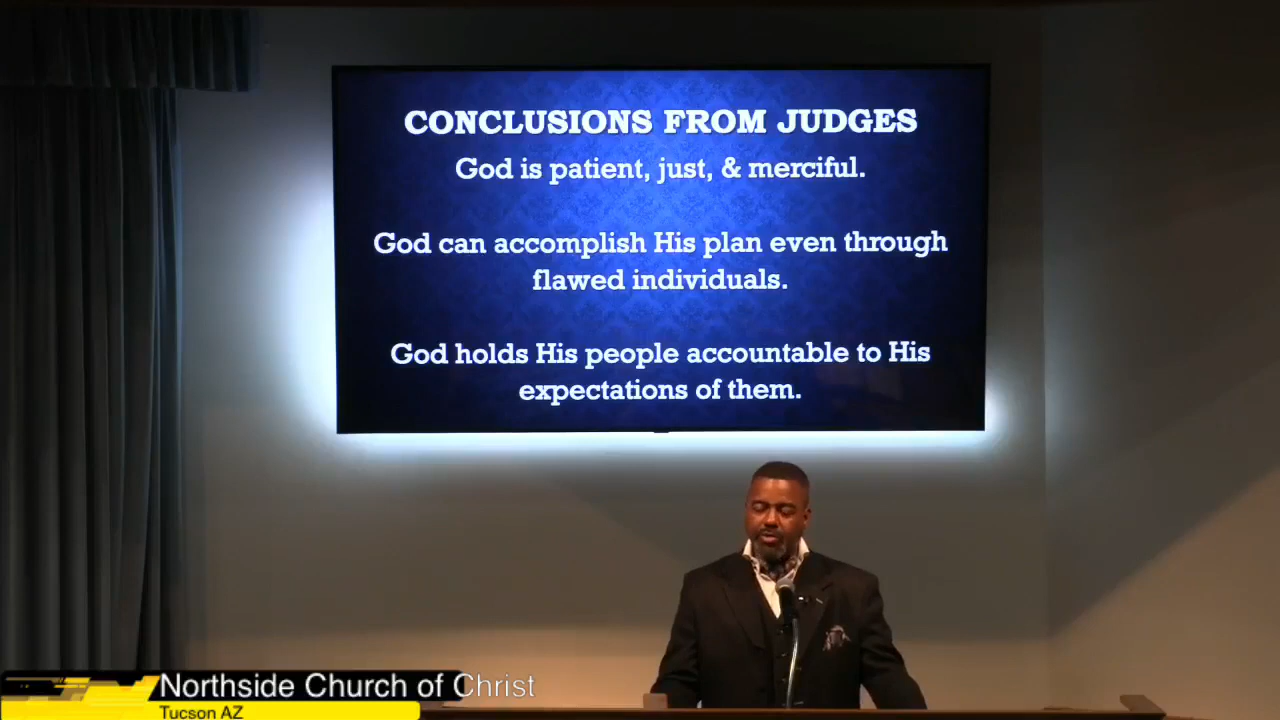 CONCLUSIONS FROM JUDGES
God is patient, just, & merciful.
God can accomplish His plan even through
flawed individuals.
God holds His people accountable to His
expectations of them.
Northside Church of Christ
Tucson AZ